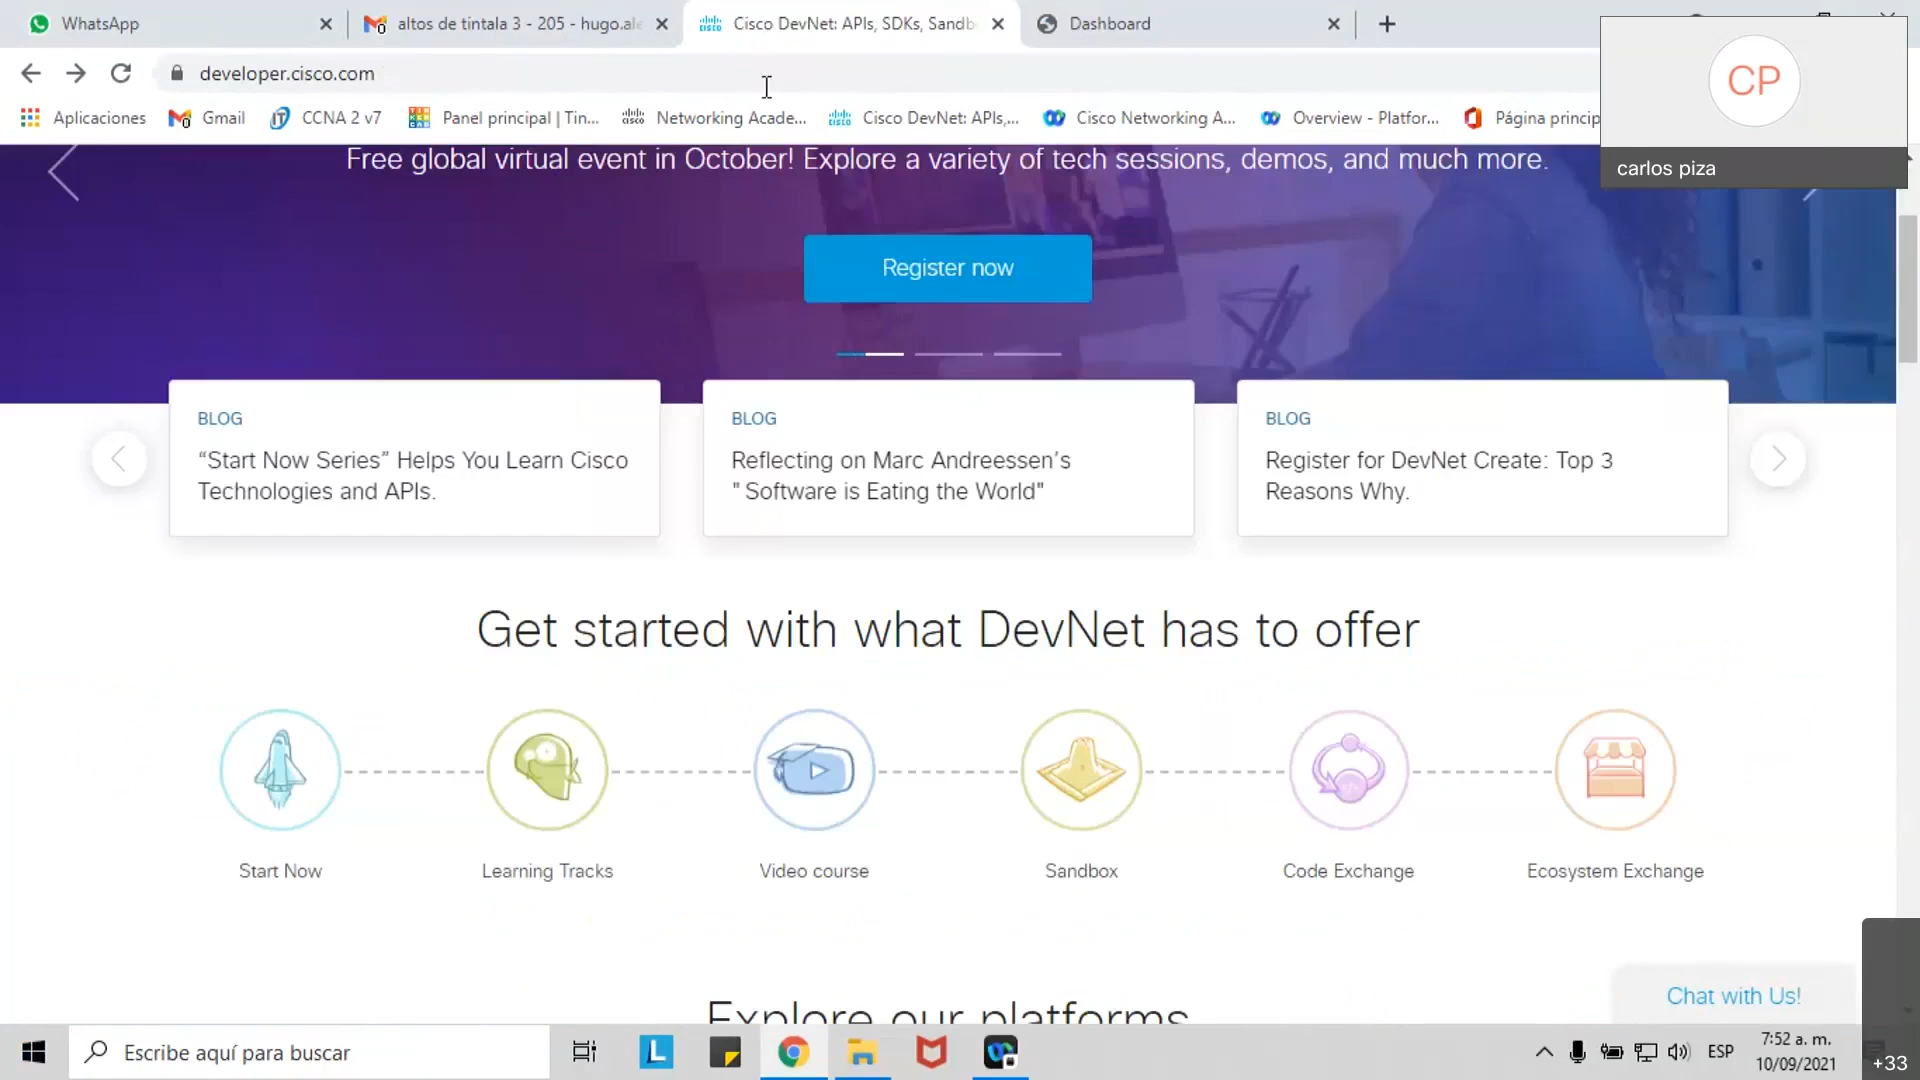 WhatsApp
altos de tintala 3 - 205 - hugo.ale
Cisco DevNet: APIs, SDKs, Sandb
Dashboard
developer.cisco.com
Aplicaciones
Gmail
CCNA 2 v7
Panel principal | Tin...
Networking Acade...
Cisco DevNet: APIs,...
Cisco Networking A...
Overview - Platfor...
Página princip
CP
carlos piza
Free global virtual event in October! Explore a variety of tech sessions, demos, and much more.
Register now
BLOG
“Start Now Series” Helps You Learn Cisco
Technologies and APIs.
BLOG
Reflecting on Marc Andreessen’s
"Software is Eating the World"
BLOG
Register for DevNet Create: Top 3
Reasons Why.
Get started with what DevNet has to offer
Start Now
Learning Tracks
Video course
Sandbox
Code Exchange
Ecosystem Exchange
Explore our platforms
Chat with Us!
Escribe aquí para buscar
ESP
7:52 a. m.
10/09/2021
+33